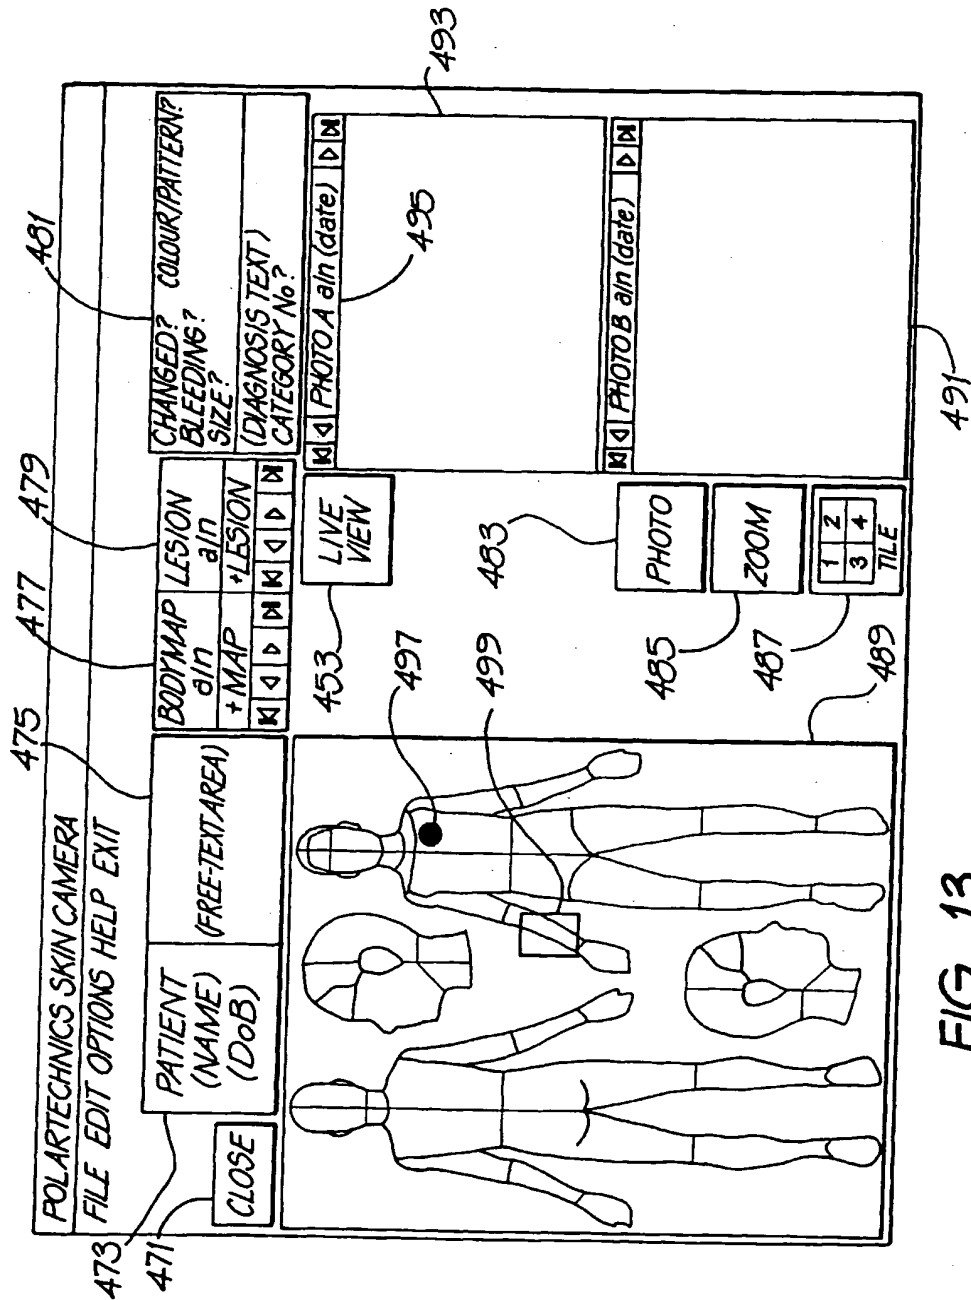 POLARTECHNICS SKIN CAMERA
FILE EDIT OPTIONS HELP EXIT
473
471
CLOSE
PATIENT
(NAME)
(DoB)
475
(FREE-TEXT AREA)
477
BODYMAP
a/n
+ MAP
479
LESION
a/n
+LESION
481
CHANGED? COLOUR/PATTERN?
BLEEDING?
SIZE?
(DIAGNOSIS TEXT)
CATEGORY No?
453
LIVE
VIEW
497
499
483
PHOTO
485
ZOOM
487
1 2
3 4
TILE
489
PHOTO A a/n (date)
495
493
PHOTO B a/n (date)
491
FIG. 13